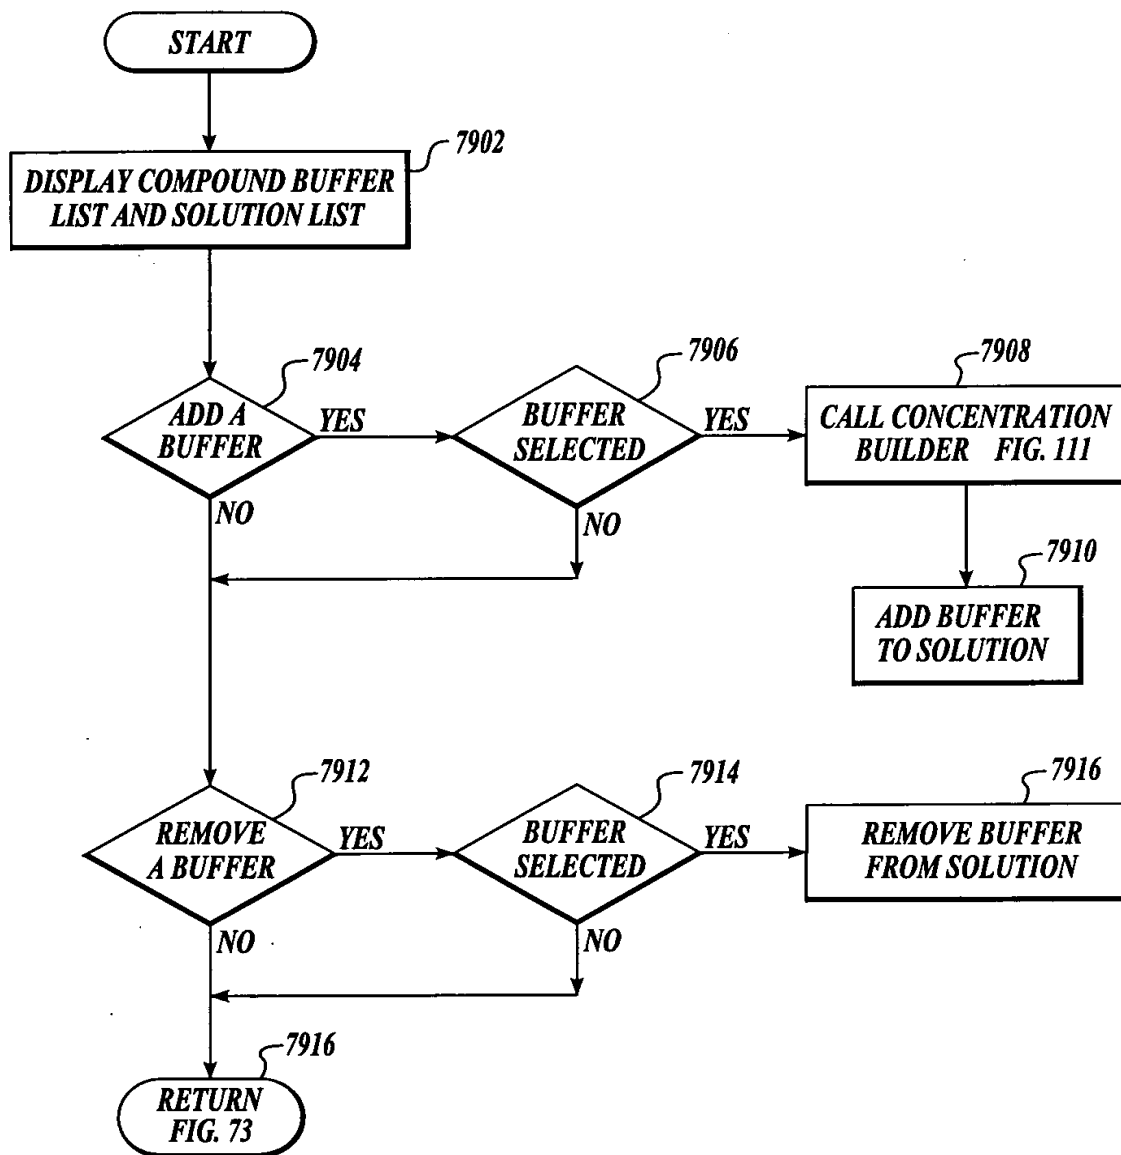 START
7902
DISPLAY COMPOUND BUFFER
LIST AND SOLUTION LIST
7904
ADD A
BUFFER
YES
NO
7906
BUFFER
SELECTED
YES
NO
7908
CALL CONCENTRATION
BUILDER FIG. 111
7910
ADD BUFFER
TO SOLUTION
7912
REMOVE
A BUFFER
YES
NO
7914
BUFFER
SELECTED
YES
NO
7916
REMOVE BUFFER
FROM SOLUTION
7916
RETURN
FIG. 73